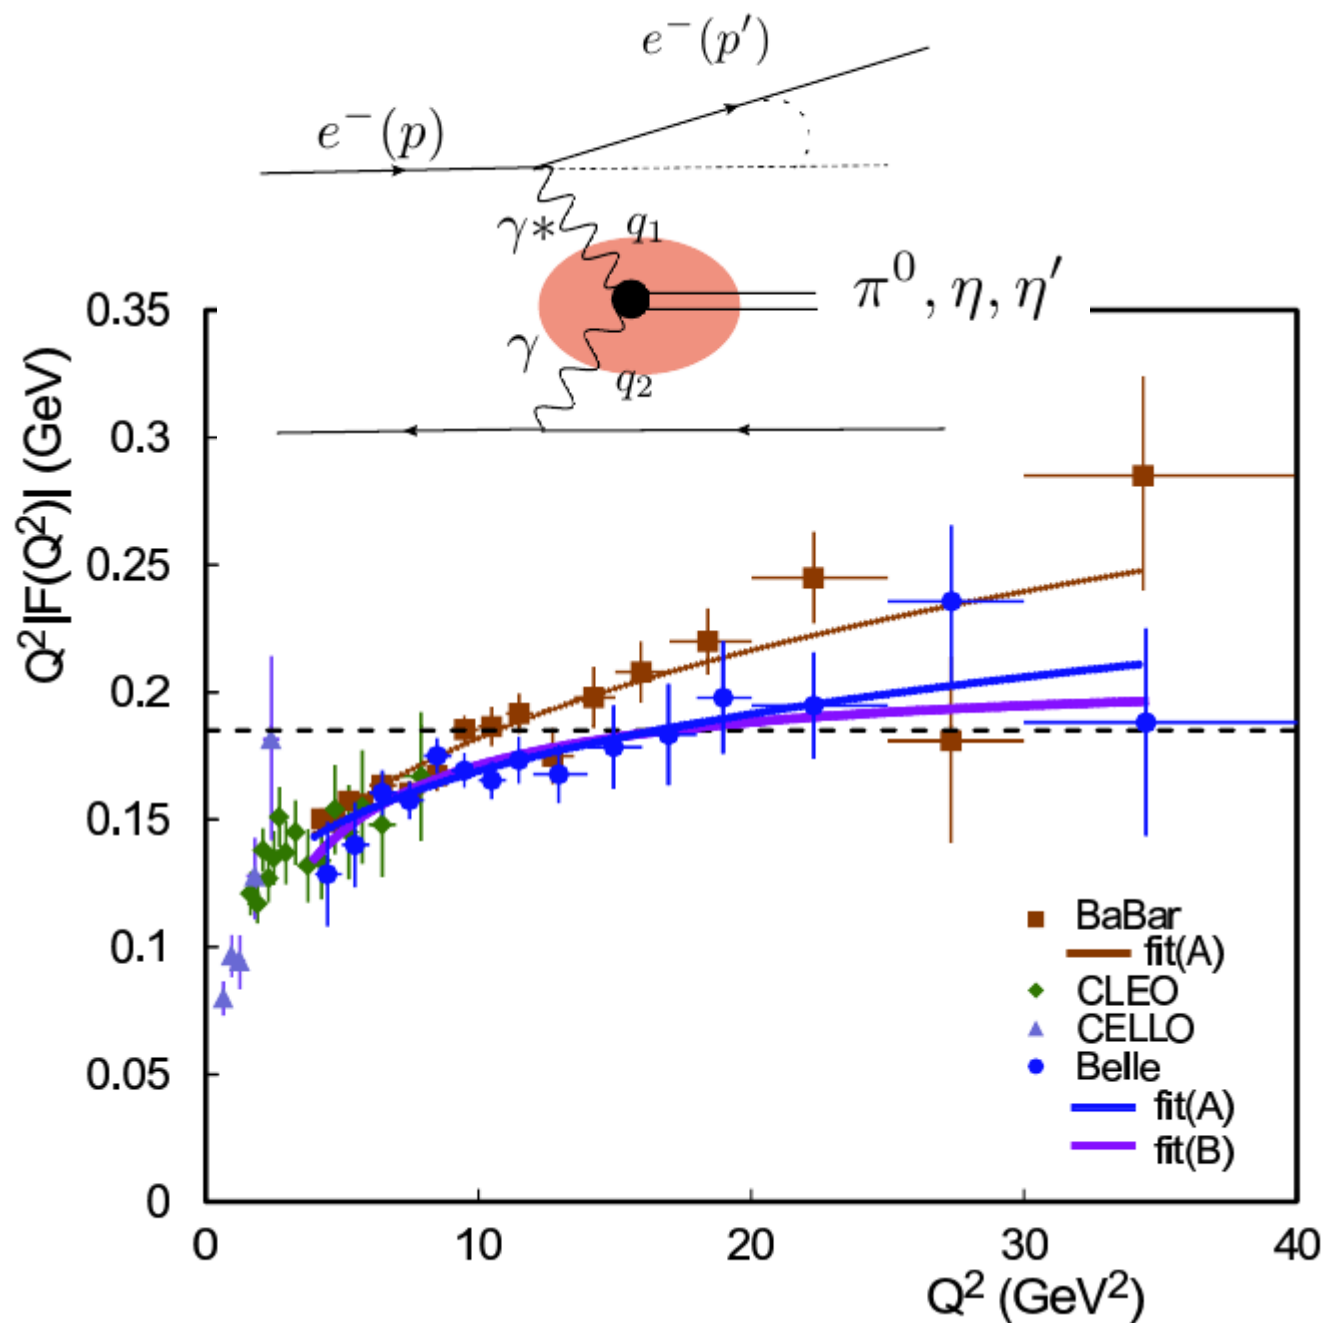 e⁻(p′)
e⁻(p)
γ* q₁
π⁰, η, η′
γ
q₂
0.35
0.3
0.25
0.2
0.15
0.1
0.05
0
Q²|F(Q²)| (GeV)
BaBar
fit(A)
CLEO
CELLO
Belle
fit(A)
fit(B)
0 10 20 30 40
Q² (GeV²)